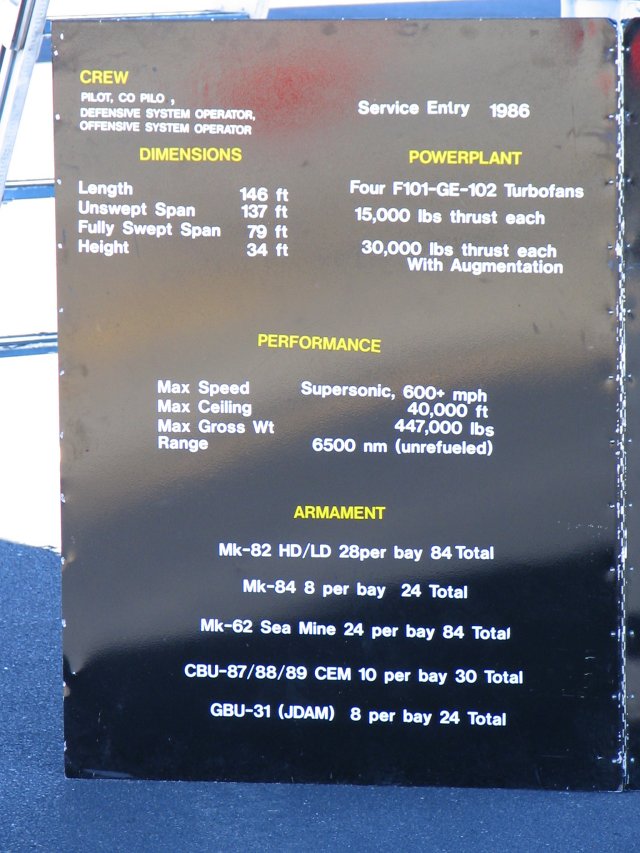 CREW
PILOT, CO PILO ,
DEFENSIVE SYSTEM OPERATOR,
OFFENSIVE SYSTEM OPERATOR
Service Entry 1986
DIMENSIONS
Length 146 ft
Unswept Span 137 ft
Fully Swept Span 79 ft
Height 34 ft
POWERPLANT
Four F101-GE-102 Turbofans
15,000 lbs thrust each
30,000 lbs thrust each
With Augmentation
PERFORMANCE
Max Speed Supersonic, 600+ mph
Max Ceiling 40,000 ft
Max Gross Wt 447,000 lbs
Range 6500 nm (unrefueled)
ARMAMENT
Mk-82 HD/LD 28per bay 84 Total
Mk-84 8 per bay 24 Total
Mk-62 Sea Mine 24 per bay 84 Total
CBU-87/88/89 CEM 10 per bay 30 Total
GBU-31 (JDAM) 8 per bay 24 Total